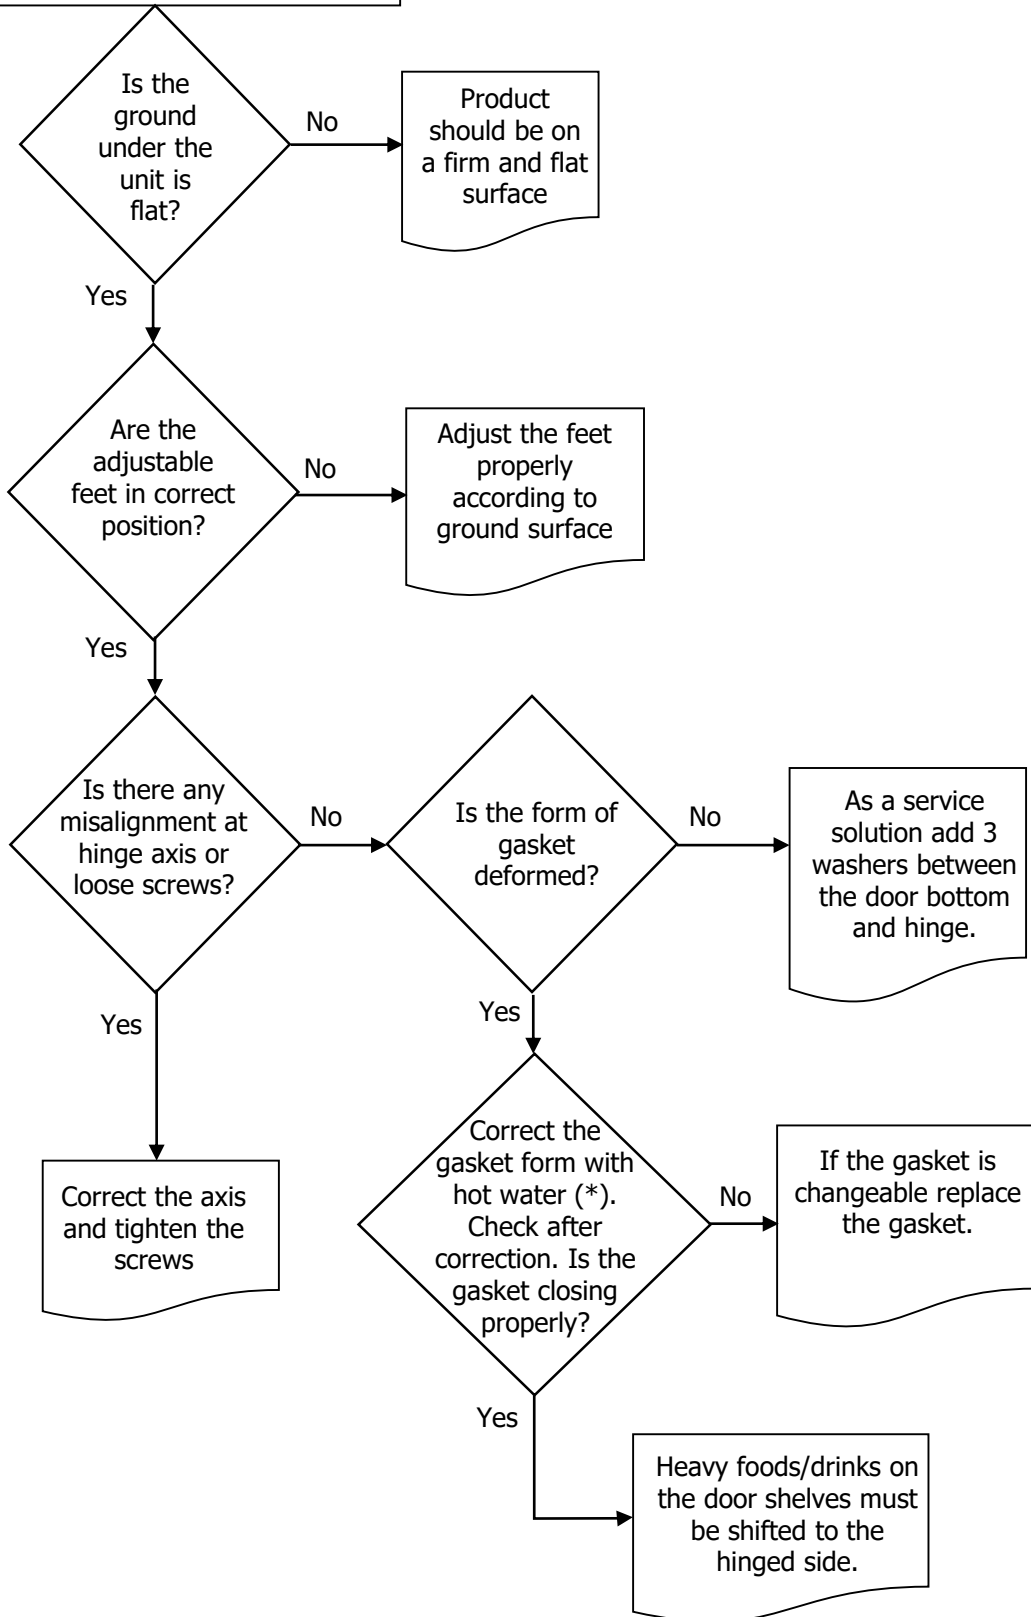 Is the
ground
under the
unit is
flat?
No
Product
should be on
a firm and flat
surface
Yes
Are the
adjustable
feet in correct
position?
No
Adjust the feet
properly
according to
ground surface
Yes
Is there any
misalignment at
hinge axis or
loose screws?
No
Is the form of
gasket
deformed?
No
As a service
solution add 3
washers between
the door bottom
and hinge.
Yes
Correct the axis
and tighten the
screws
Yes
Correct the
gasket form with
hot water (*).
Check after
correction. Is the
gasket closing
properly?
No
If the gasket is
changeable replace
the gasket.
Yes
Heavy foods/drinks on
the door shelves must
be shifted to the
hinged side.